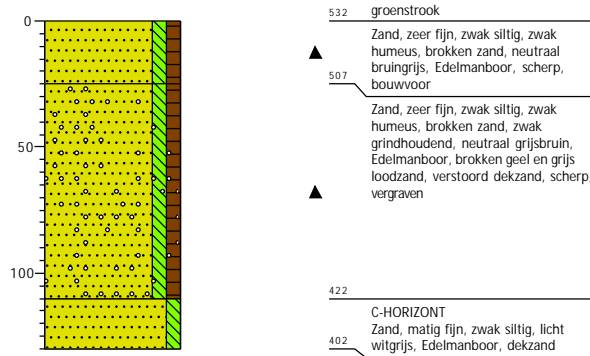 0
50
100
532
groenstrook
Zand, zeer fijn, zwak siltig, zwak
humeus, brokken zand, neutraal
bruingrijs, Edelmanboor, scherp,
bouwvoor
507
Zand, zeer fijn, zwak siltig, zwak
humeus, brokken zand, zwak
grindhoudend, neutraal grijsbruin,
Edelmanboor, brokken geel en grijs
loodzand, verstoord dekzand, scherp,
vergraven
422
C-HORIZONT
Zand, matig fijn, zwak siltig, licht
witgrijs, Edelmanboor, dekzand
402